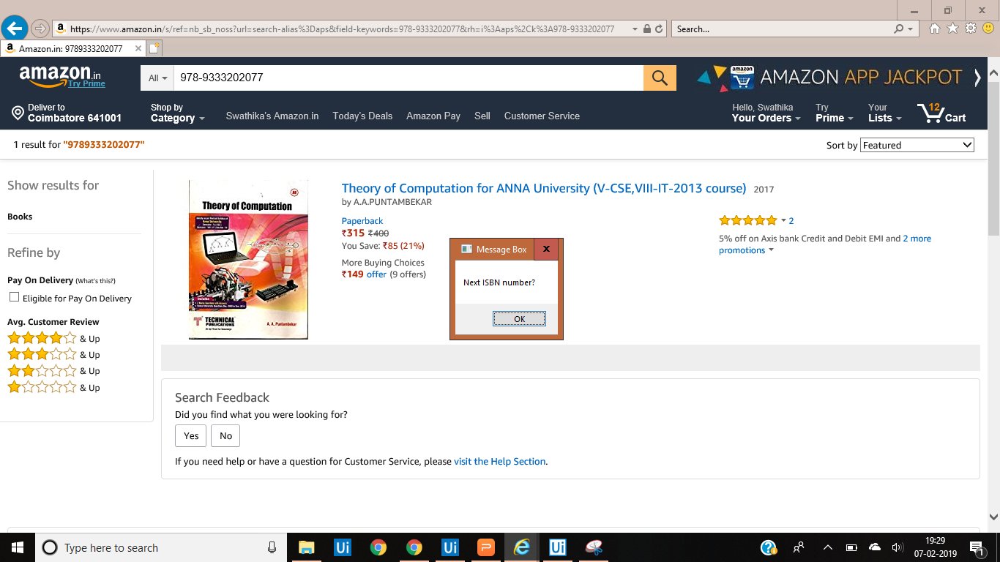 https://www.amazon.in/s/ref=nb_sb_noss?url=search-alias%3Daps&field-keywords=978-9333202077&rh=i%3Aaps%2Ck%3A978-9333202077
Search...
Amazon.in: 9789333202077
amazon.in
Try Prime
All
978-9333202077
amazon
AMAZON APP JACKPOT
Deliver to
Coimbatore 641001
Shop by
Category
Swathika's Amazon.in
Today's Deals
Amazon Pay
Sell
Customer Service
Hello, Swathika
Your Orders
Try
Prime
Your
Lists
12
Cart
1 result for "9789333202077"
Sort by
Featured
Show results for
Books
Refine by
Pay On Delivery (What's this?)
Eligible for Pay On Delivery
Avg. Customer Review
& Up
& Up
& Up
& Up
Theory of Computation
Includes
TECHNICAL
PUBLICATIONS
A. A. Puntambekar
Theory of Computation for ANNA University (V-CSE,VIII-IT-2013 course) 2017
by A.A.PUNTAMBEKAR
Paperback
₹315 ₹400
You Save: ₹85 (21%)
More Buying Choices
₹149 offer (9 offers)
2
5% off on Axis bank Credit and Debit EMI and 2 more
promotions
Message Box
Next ISBN number?
OK
Search Feedback
Did you find what you were looking for?
Yes
No
If you need help or have a question for Customer Service, please visit the Help Section.
Type here to search
Ui
Ui
Ui
19:29
07-02-2019
1